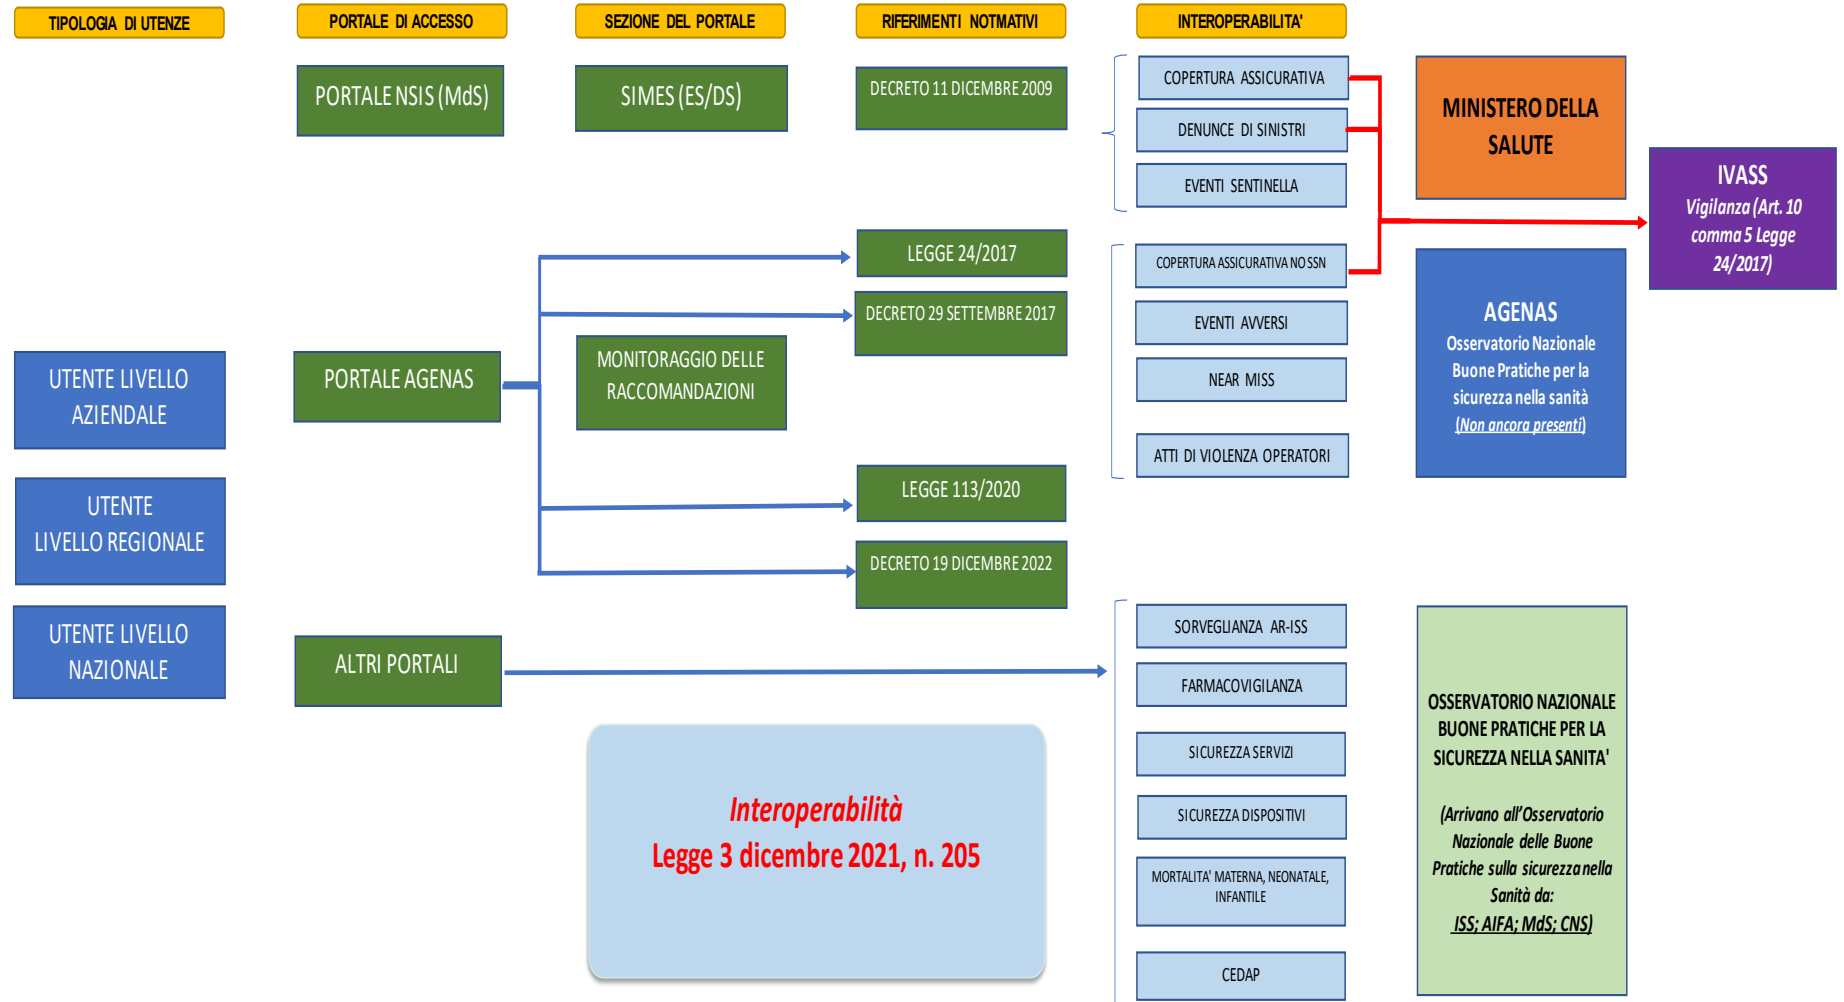 TIPOLOGIA DI UTENZE
PORTALE DI ACCESSO
SEZIONE DEL PORTALE
RIFERIMENTI NOTMATIVI
INTEROPERABILITA'
PORTALE NSIS (MdS)
SIMES (ES/DS)
DECRETO 11 DICEMBRE 2009
COPERTURA ASSICURATIVA
DENUNCE DI SINISTRI
EVENTI SENTINELLA
MINISTERO DELLA
SALUTE
IVASS
Vigilanza (Art. 10
comma 5 Legge
24/2017)
LEGGE 24/2017
DECRETO 29 SETTEMBRE 2017
COPERTURA ASSICURATIVA NO SSN
EVENTI AVVERSI
NEAR MISS
ATTI DI VIOLENZA OPERATORI
AGENAS
Osservatorio Nazionale
Buone Pratiche per la
sicurezza nella sanità
(Non ancora presenti)
UTENTE LIVELLO
AZIENDALE
PORTALE AGENAS
MONITORAGGIO DELLE
RACCOMANDAZIONI
UTENTE
LIVELLO REGIONALE
LEGGE 113/2020
DECRETO 19 DICEMBRE 2022
UTENTE LIVELLO
NAZIONALE
ALTRI PORTALI
SORVEGLIANZA AR-ISS
FARMACOVIGILANZA
SICUREZZA SERVIZI
SICUREZZA DISPOSITIVI
MORTALITA' MATERNA, NEONATALE,
INFANTILE
CEDAP
Interoperabilità
Legge 3 dicembre 2021, n. 205
OSSERVATORIO NAZIONALE
BUONE PRATICHE PER LA
SICUREZZA NELLA SANITA'
(Arrivano all'Osservatorio
Nazionale delle Buone
Pratiche sulla sicurezza nella
Sanità da:
ISS; AIFA; MdS; CNS)